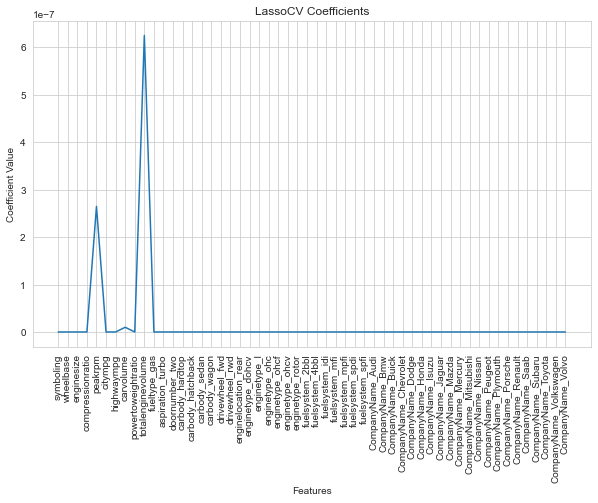 LassoCV Coefficients
1e−7
6
5
4
3
2
1
0
Coefficient Value
symboling
wheelbase
enginesize
compressionratio
peakrpm
citympg
highwaympg
carvolume
powertoweightratio
totalenginevolume
fueltype_gas
aspiration_turbo
doornumber_two
carbody_hardtop
carbody_hatchback
carbody_sedan
carbody_wagon
drivewheel_fwd
drivewheel_rwd
enginelocation_rear
enginetype_dohcv
enginetype_l
enginetype_ohc
enginetype_ohcf
enginetype_ohcv
enginetype_rotor
fuelsystem_2bbl
fuelsystem_4bbl
fuelsystem_idi
fuelsystem_mfi
fuelsystem_mpfi
fuelsystem_spdi
fuelsystem_spfi
CompanyName_Audi
CompanyName_Bmw
CompanyName_Buick
CompanyName_Chevrolet
CompanyName_Dodge
CompanyName_Honda
CompanyName_Isuzu
CompanyName_Jaguar
CompanyName_Mazda
CompanyName_Mercury
CompanyName_Mitsubishi
CompanyName_Nissan
CompanyName_Peugeot
CompanyName_Plymouth
CompanyName_Porsche
CompanyName_Renault
CompanyName_Saab
CompanyName_Subaru
CompanyName_Toyota
CompanyName_Volkswagen
CompanyName_Volvo
Features